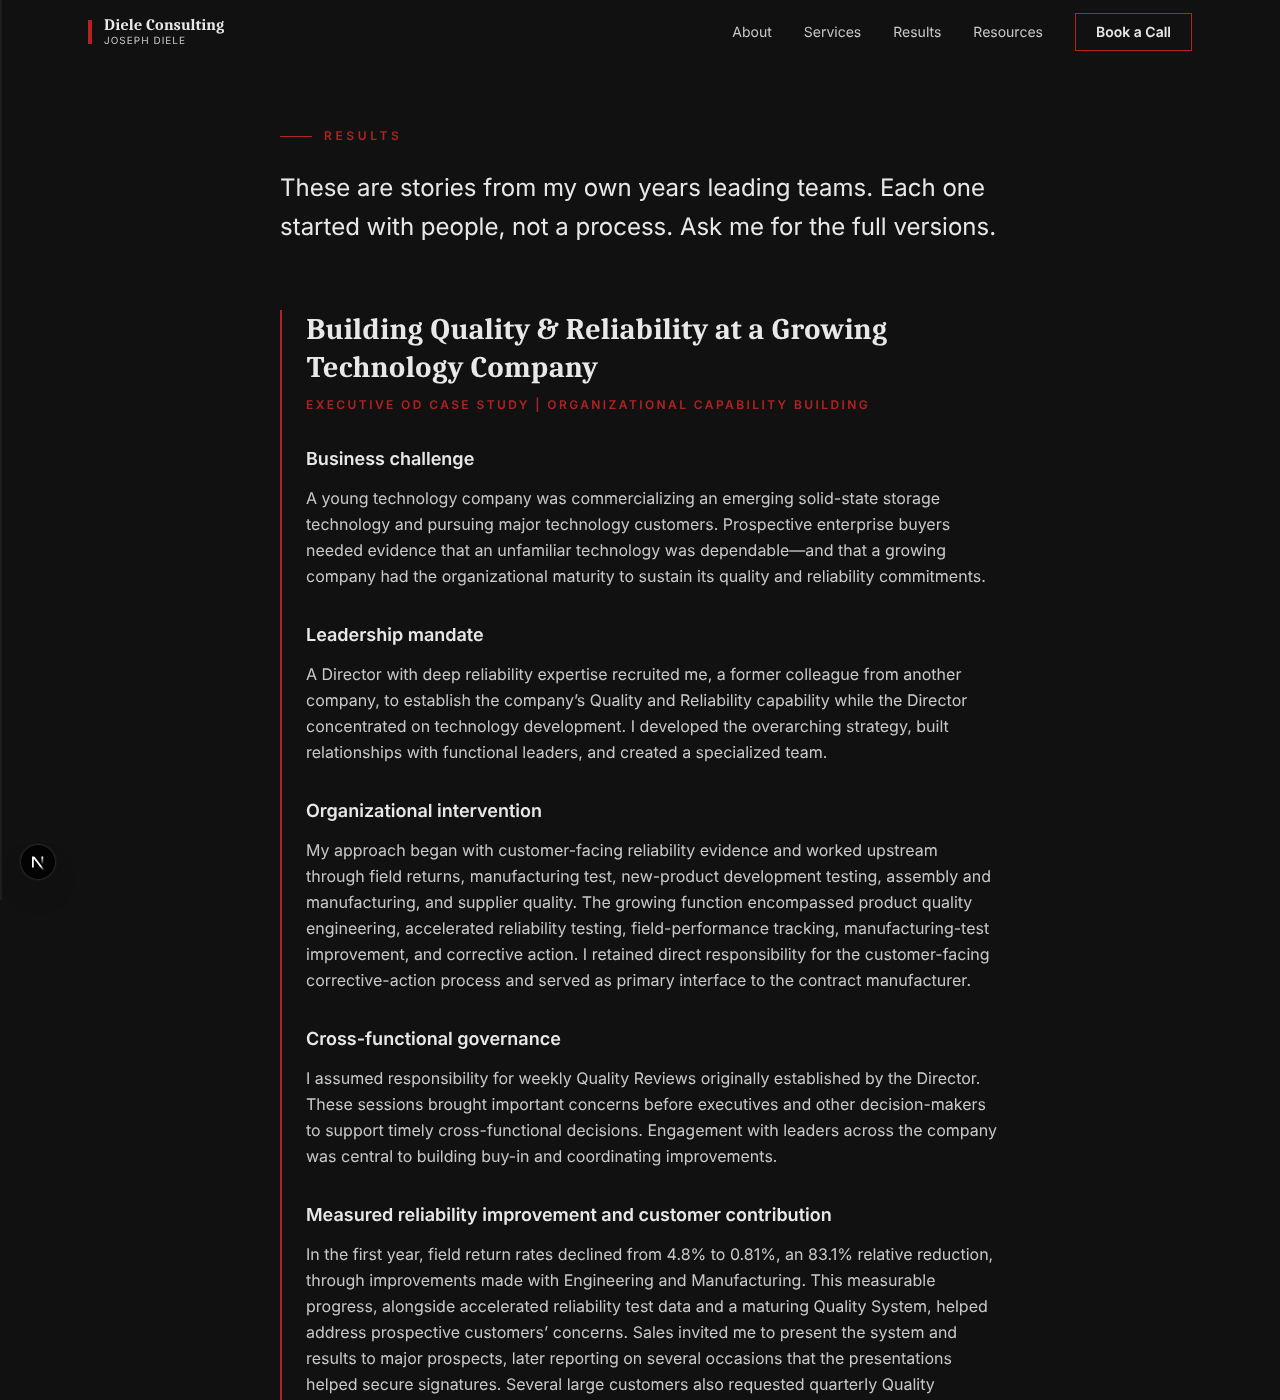 Diele Consulting
JOSEPH DIELE
About
Services
Results
Resources
Book a Call
RESULTS
These are stories from my own years leading teams. Each one
started with people, not a process. Ask me for the full versions.
Building Quality & Reliability at a Growing
Technology Company
EXECUTIVE OD CASE STUDY | ORGANIZATIONAL CAPABILITY BUILDING
Business challenge
A young technology company was commercializing an emerging solid-state storage
technology and pursuing major technology customers. Prospective enterprise buyers
needed evidence that an unfamiliar technology was dependable—and that a growing
company had the organizational maturity to sustain its quality and reliability commitments.
Leadership mandate
A Director with deep reliability expertise recruited me, a former colleague from another
company, to establish the company’s Quality and Reliability capability while the Director
concentrated on technology development. I developed the overarching strategy, built
relationships with functional leaders, and created a specialized team.
Organizational intervention
My approach began with customer-facing reliability evidence and worked upstream
through field returns, manufacturing test, new-product development testing, assembly and
manufacturing, and supplier quality. The growing function encompassed product quality
engineering, accelerated reliability testing, field-performance tracking, manufacturing-test
improvement, and corrective action. I retained direct responsibility for the customer-facing
corrective-action process and served as primary interface to the contract manufacturer.
Cross-functional governance
I assumed responsibility for weekly Quality Reviews originally established by the Director.
These sessions brought important concerns before executives and other decision-makers
to support timely cross-functional decisions. Engagement with leaders across the company
was central to building buy-in and coordinating improvements.
Measured reliability improvement and customer contribution
In the first year, field return rates declined from 4.8% to 0.81%, an 83.1% relative reduction,
through improvements made with Engineering and Manufacturing. This measurable
progress, alongside accelerated reliability test data and a maturing Quality System, helped
address prospective customers’ concerns. Sales invited me to present the system and
results to major prospects, later reporting on several occasions that the presentations
helped secure signatures. Several large customers also requested quarterly Quality